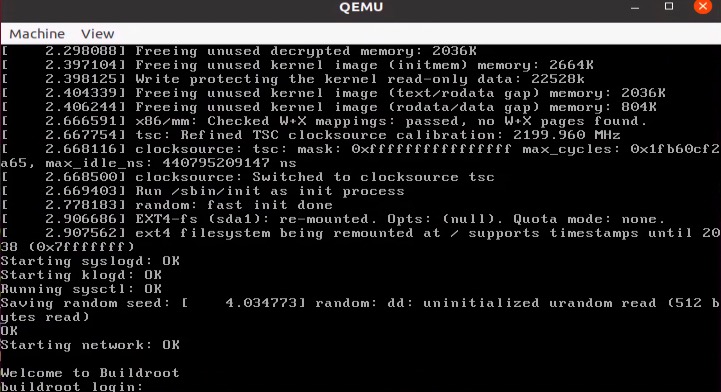 QEMU
Machine View
[    2.298088] Freeing unused decrypted memory: 2036K
[    2.397104] Freeing unused kernel image (initmem) memory: 2664K
[    2.398125] Write protecting the kernel read-only data: 22528k
[    2.404339] Freeing unused kernel image (text/rodata gap) memory: 2036K
[    2.406244] Freeing unused kernel image (rodata/data gap) memory: 804K
[    2.666591] x86/mm: Checked W+X mappings: passed, no W+X pages found.
[    2.667754] tsc: Refined TSC clocksource calibration: 2199.960 MHz
[    2.668116] clocksource: tsc: mask: 0xffffffffffffffff max_cycles: 0x1fb60cf2
a65, max_idle_ns: 440795209147 ns
[    2.668500] clocksource: Switched to clocksource tsc
[    2.669403] Run /sbin/init as init process
[    2.778183] random: fast init done
[    2.906686] EXT4-fs (sda1): re-mounted. Opts: (null). Quota mode: none.
[    2.907562] ext4 filesystem being remounted at / supports timestamps until 20
38 (0x7fffffff)
Starting syslogd: OK
Starting klogd: OK
Running sysctl: OK
Saving random seed: [    4.034773] random: dd: uninitialized urandom read (512 b
ytes read)
OK
Starting network: OK
Welcome to Buildroot
buildroot login: